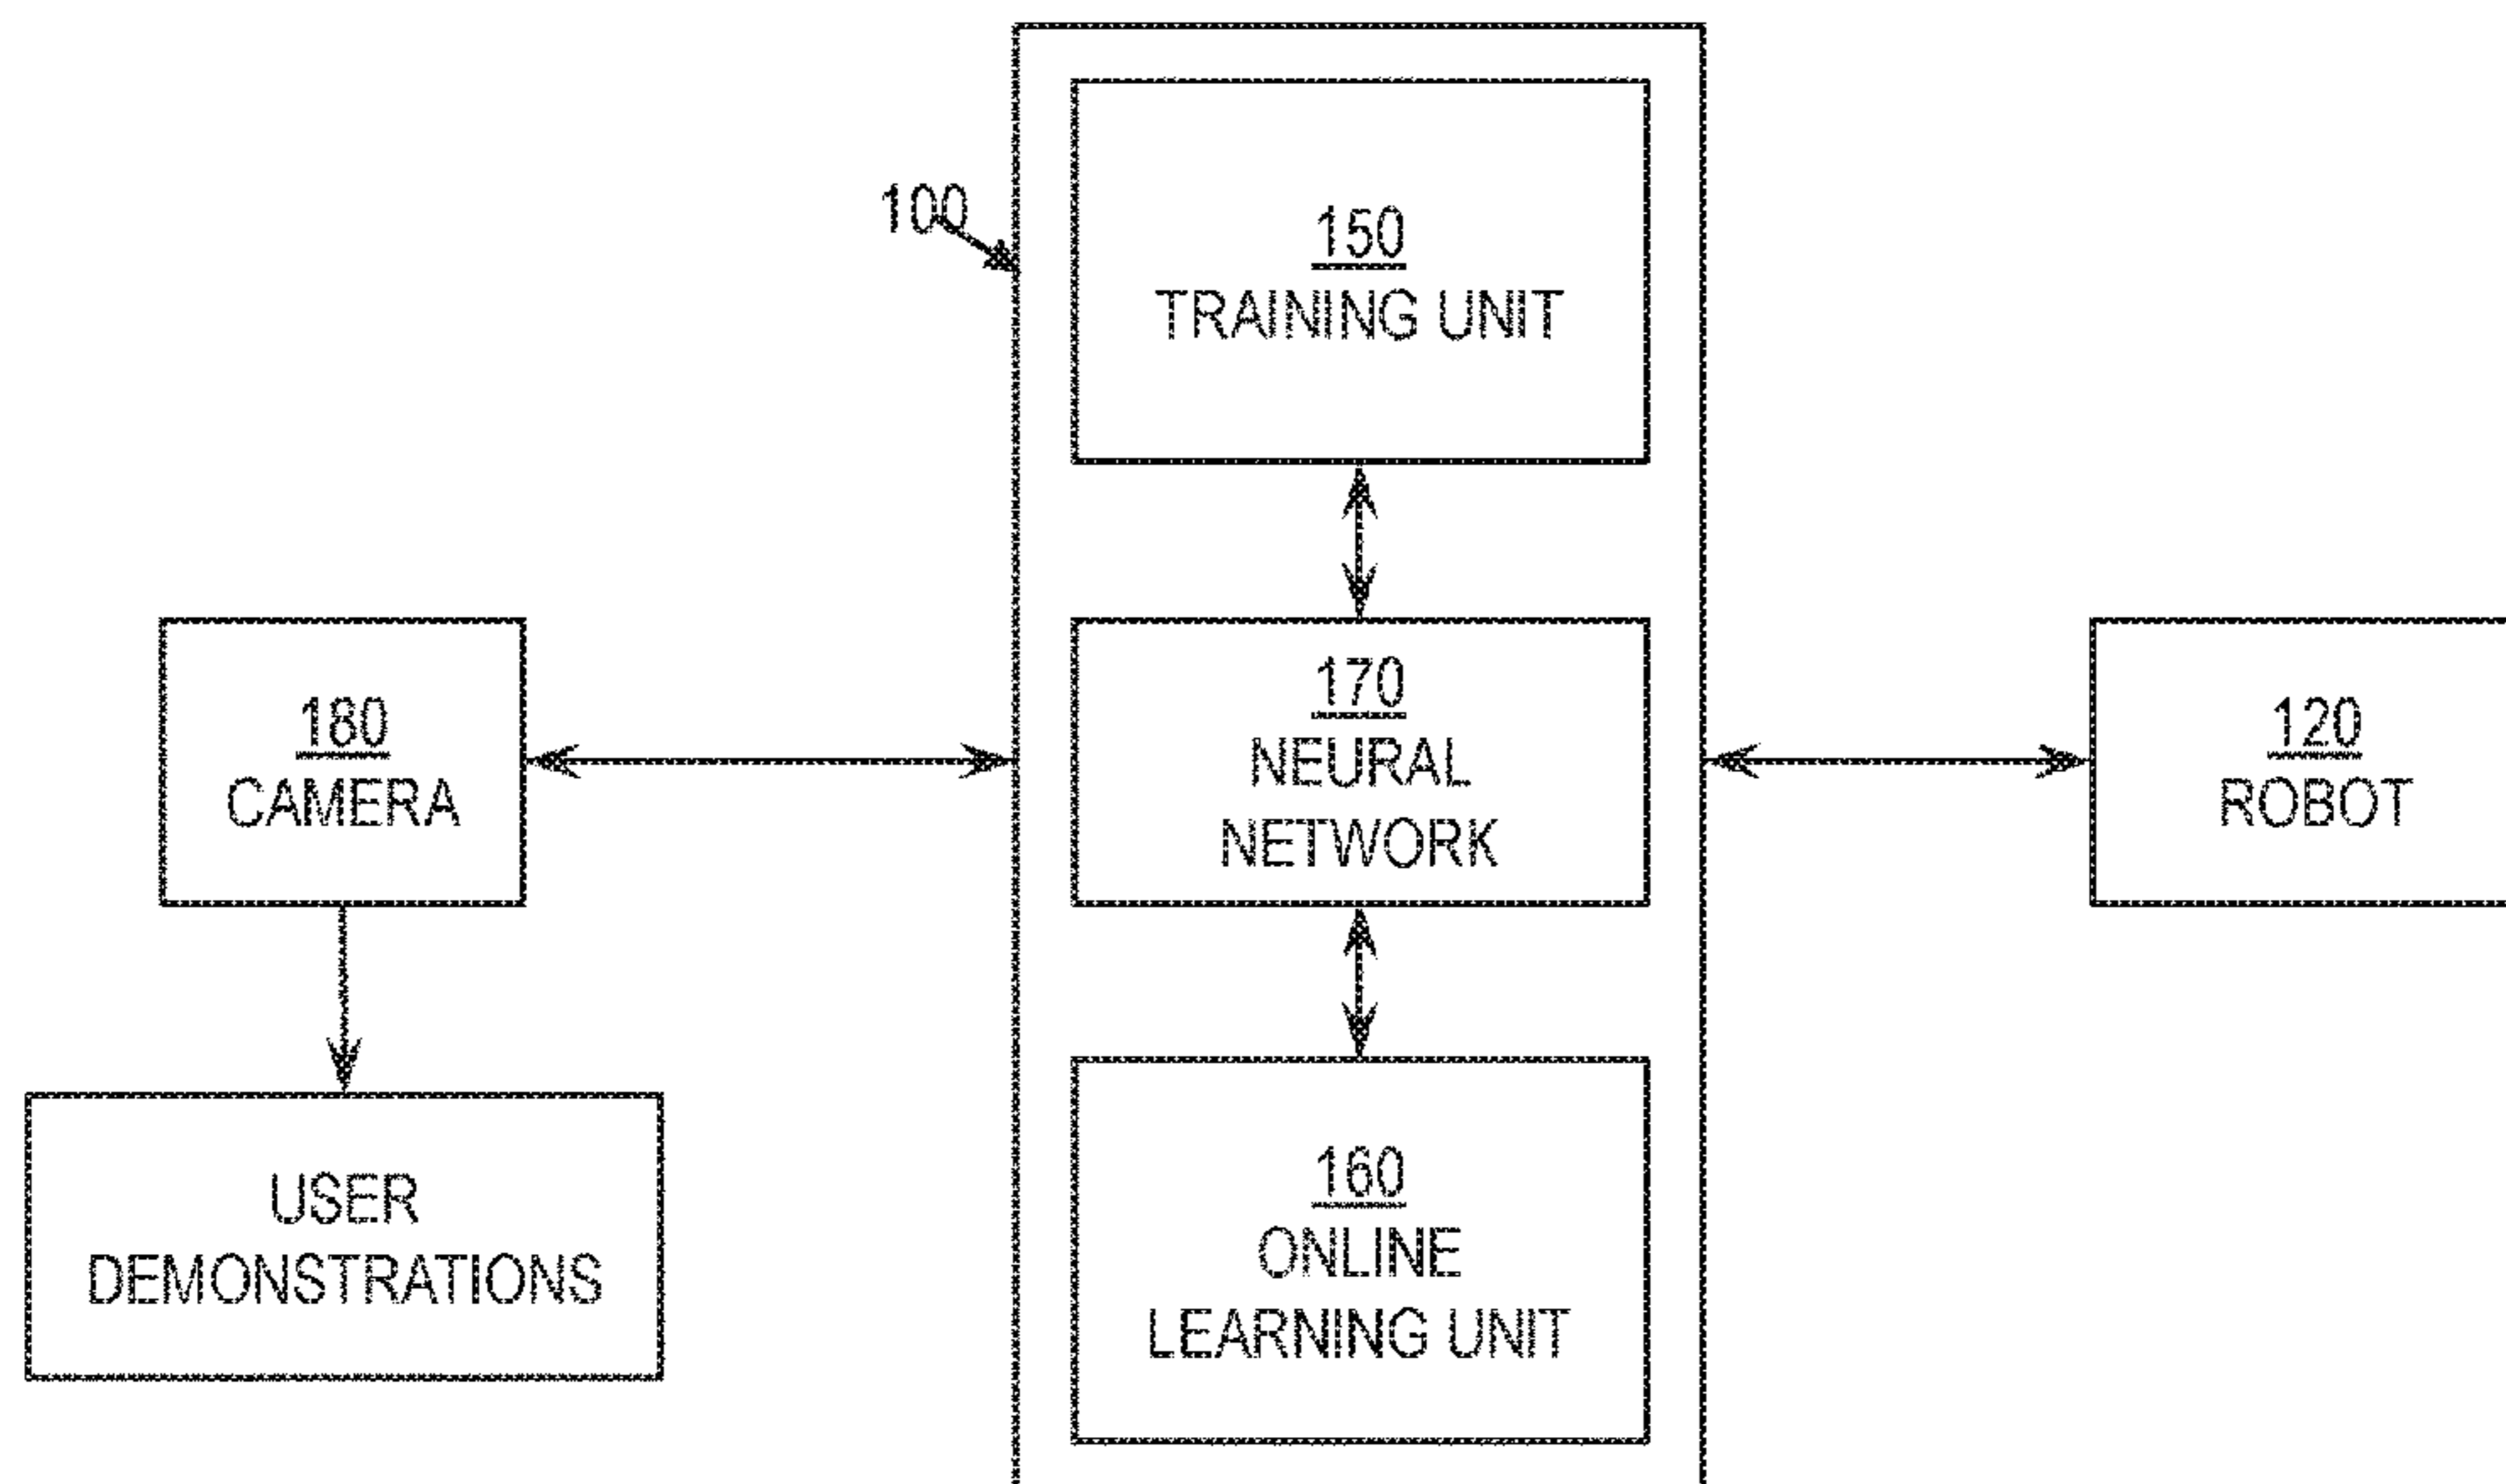 100
150
TRAINING UNIT
180
CAMERA
170
NEURAL
NETWORK
120
ROBOT
USER
DEMONSTRATIONS
160
ONLINE
LEARNING UNIT